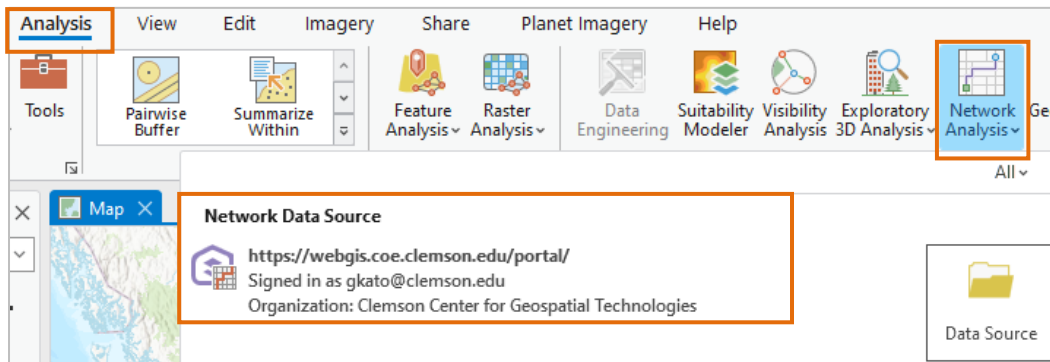 Analysis View Edit Imagery Share Planet Imagery Help
Tools
Pairwise
Buffer
Summarize
Within
Feature
Analysis
Raster
Analysis
Data
Engineering
Suitability
Modeler
Visibility
Analysis
Exploratory
3D Analysis
Network
Analysis
All
Map
Network Data Source
https://webgis.coe.clemson.edu/portal/
Signed in as gkato@clemson.edu
Organization: Clemson Center for Geospatial Technologies
Data Source